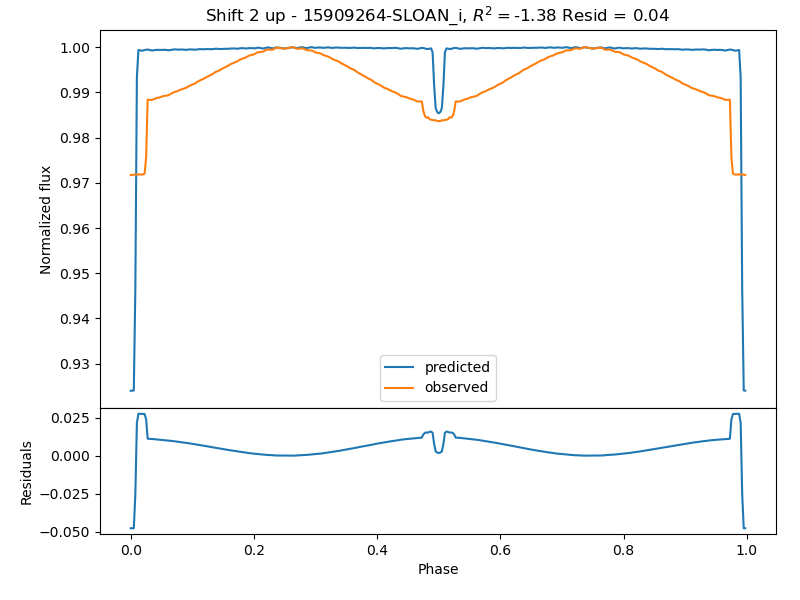 Shift 2 up - 15909264-SLOAN_i, R² = -1.38 Resid = 0.04
1.00
0.99
0.98
0.97
0.96
0.95
0.94
0.93
Normalized flux
predicted
observed
0.025
0.000
−0.025
−0.050
Residuals
0.0 0.2 0.4 0.6 0.8 1.0
Phase